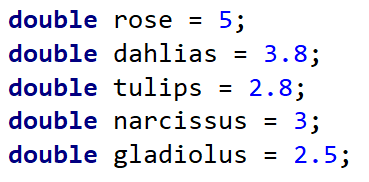 double rose = 5;
double dahlias = 3.8;
double tulips = 2.8;
double narcissus = 3;
double gladiolus = 2.5;